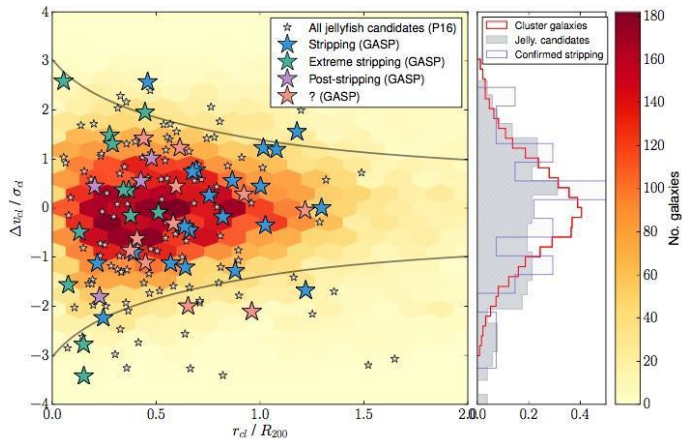 4
3
2
1
0
−1
−2
−3
−4
Δv_cl / σ_cl
0.0
0.5
1.0
1.5
2.0
r_cl / R_200
All jellyfish candidates (P16)
Stripping (GASP)
Extreme stripping (GASP)
Post-stripping (GASP)
? (GASP)
Cluster galaxies
Jelly. candidates
Confirmed stripping
0.0
0.2
0.4
180
160
140
120
100
80
60
40
20
0
No. galaxies